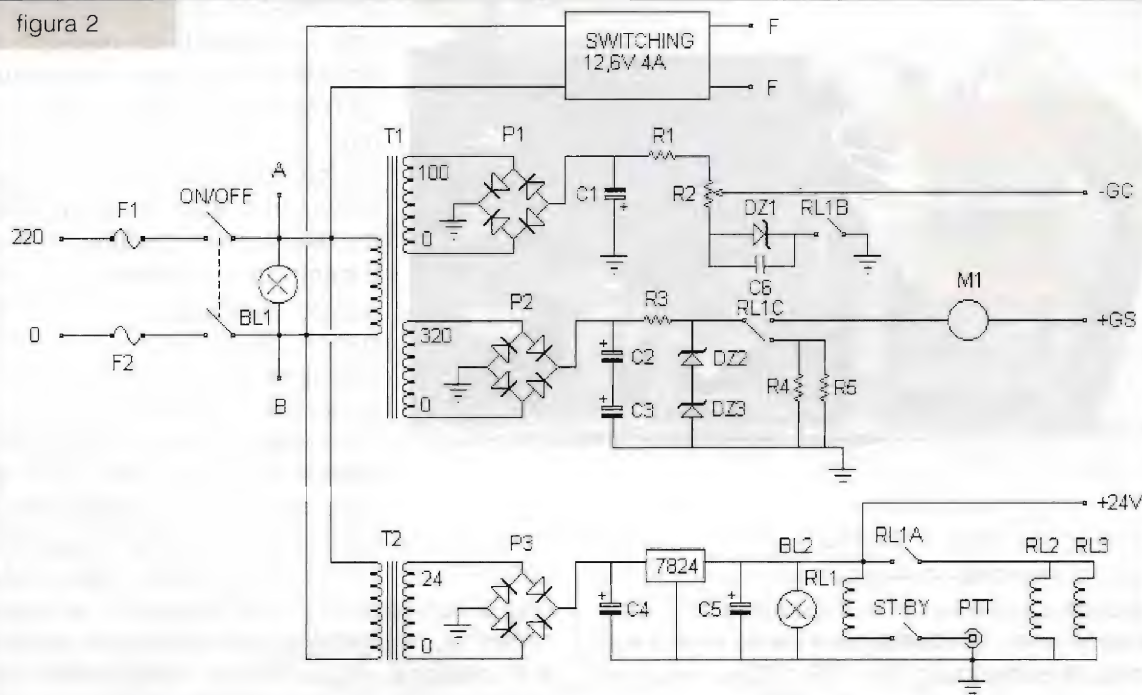 figura 2
SWITCHING
12,6V 4A
F
F
T1
P1
R1
100
C1
+
R2
-GC
A
ON/OFF
DZ1
RL1B
F1
220
0
C6
BL1
P2
R3
RL1C
M1
0
320
+
C2
DZ2
+GS
F2
+
C3
DZ3
R4
R5
B
0
+24V
T2
P3
BL2
RL1A
RL2
RL3
24
7824
RL1
+
C4
C5
+
ST.BY
PTT
0